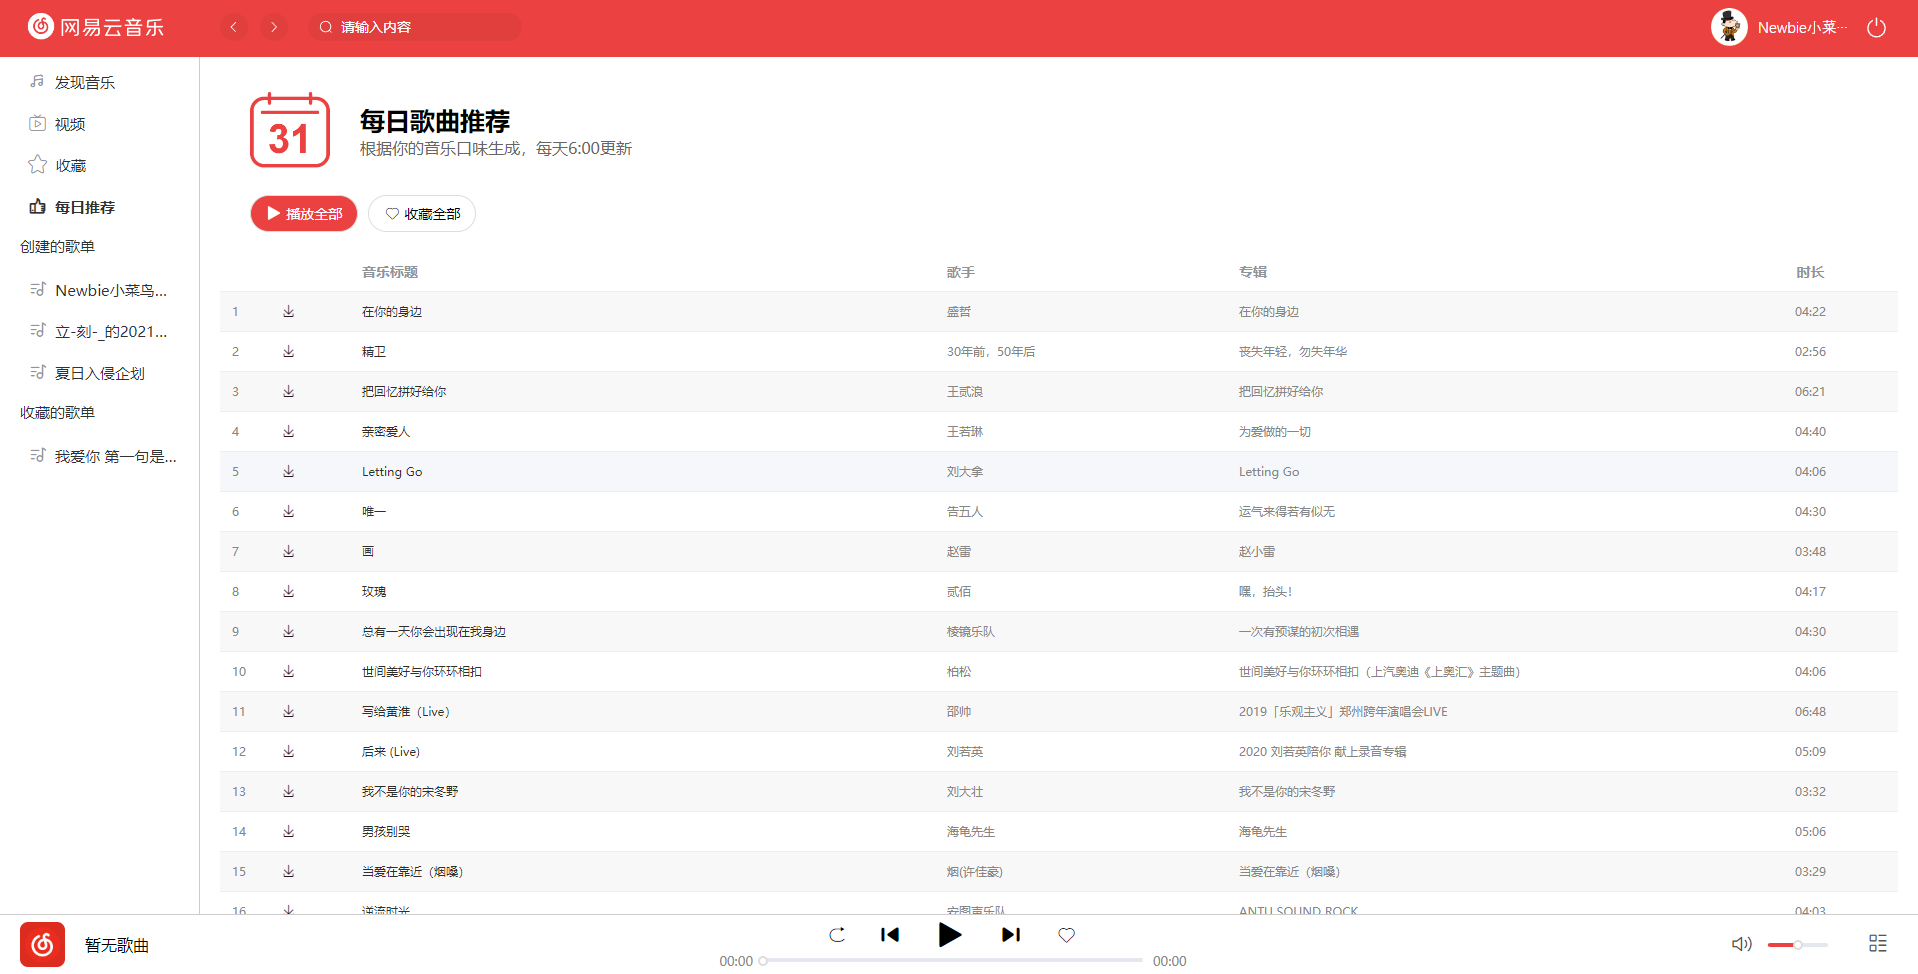 网易云音乐
请输入内容
Newbie小菜···
发现音乐
视频
收藏
每日推荐
创建的歌单
Newbie小菜鸟...
立-刻-_的2021...
夏日入侵企划
收藏的歌单
我爱你 第一句是...
31
每日歌曲推荐
根据你的音乐口味生成，每天6:00更新
播放全部 收藏全部
音乐标题 歌手 专辑 时长
1 在你的身边 盛哲 在你的身边 04:22
2 精卫 30年前，50年后 丧失年轻，勿失年华 02:56
3 把回忆拼好给你 王贰浪 把回忆拼好给你 06:21
4 亲密爱人 王若琳 为爱做的一切 04:40
5 Letting Go 刘大拿 Letting Go 04:06
6 唯一 告五人 运气来得若有似无 04:30
7 画 赵雷 赵小雷 03:48
8 玫瑰 贰佰 嘿，抬头！ 04:17
9 总有一天你会出现在我身边 棱镜乐队 一次有预谋的初次相遇 04:30
10 世间美好与你环环相扣 柏松 世间美好与你环环相扣（上汽奥迪《上奥汇》主题曲） 04:06
11 写给黄淮（Live） 邵帅 2019「乐观主义」郑州跨年演唱会LIVE 06:48
12 后来 (Live) 刘若英 2020 刘若英陪你 献上录音专辑 05:09
13 我不是你的宋冬野 刘大壮 我不是你的宋冬野 03:32
14 男孩别哭 海龟先生 海龟先生 05:06
15 当爱在靠近（烟嗓） 烟(许佳豪) 当爱在靠近（烟嗓） 03:29
16 逆流时光 安图声乐队 ANTU SOUND ROCK 04:03
暂无歌曲
00:00 00:00